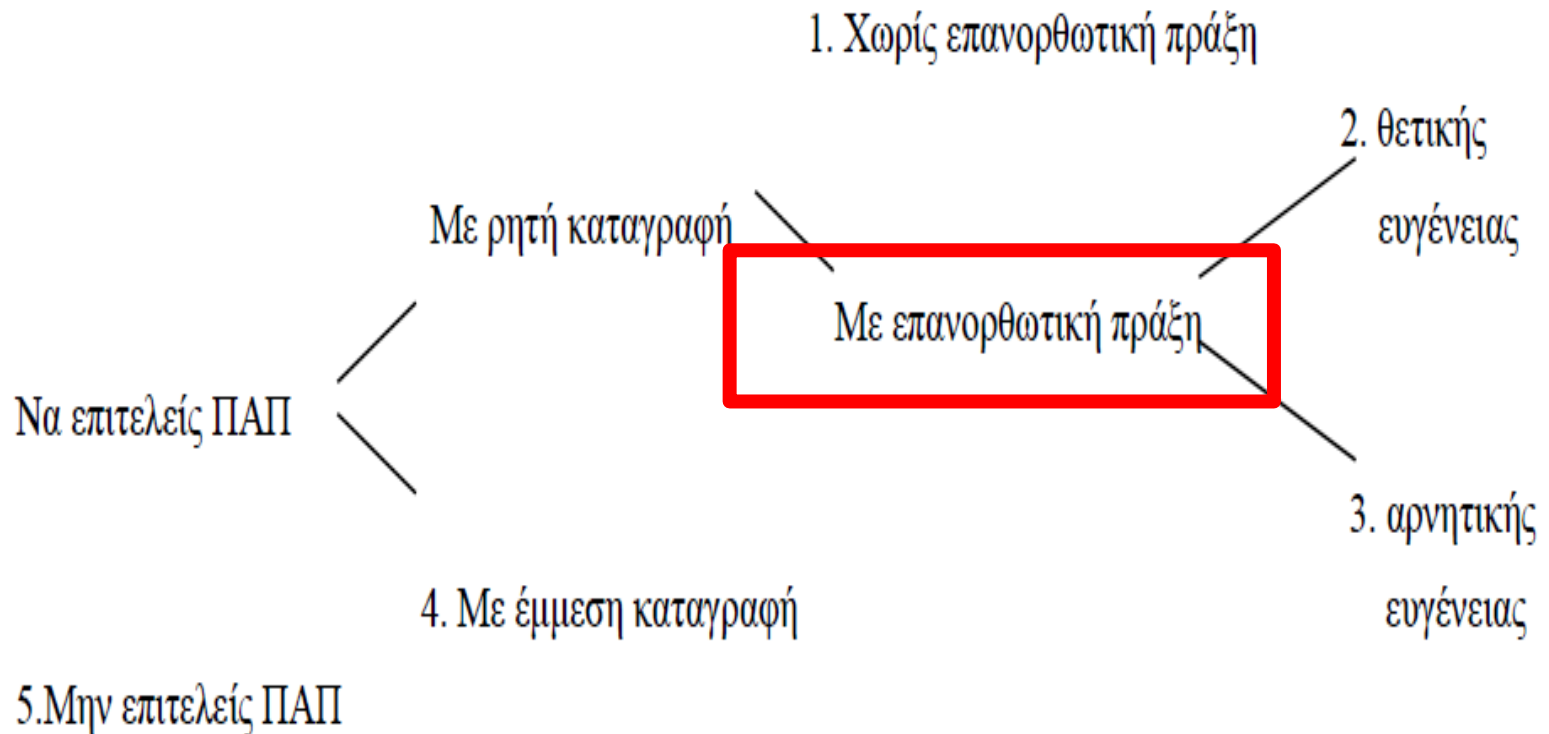 1. Χωρίς επανορθωτική πράξη
2. θετικής
Με ρητή καταγραφή
ευγένειας
Με επανορθωτική πράξη
Να επιτελείς ΠΑΠ
3. αρνητικής
4. Με έμμεση καταγραφή
ευγένειας
5.Μην επιτελείς ΠΑΠ